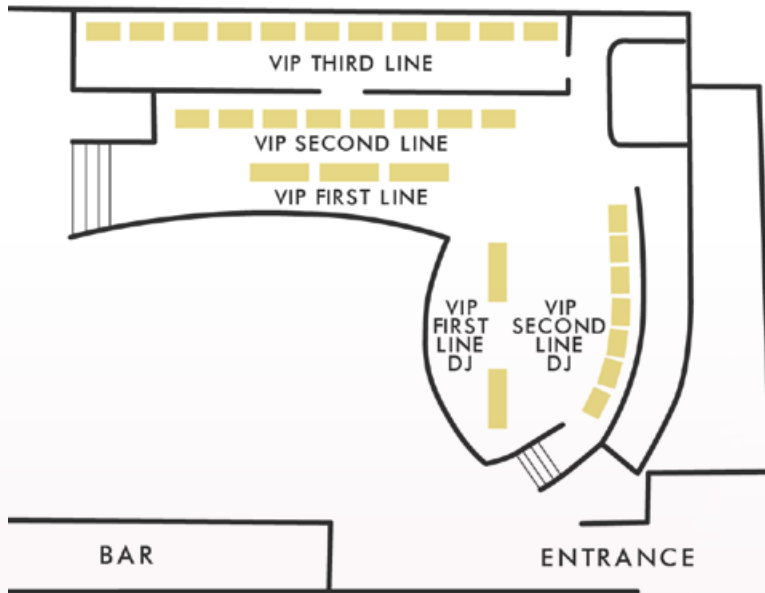 VIP THIRD LINE
VIP SECOND LINE
VIP FIRST LINE
VIP
FIRST
LINE
DJ
VIP
SECOND
LINE
DJ
BAR
ENTRANCE